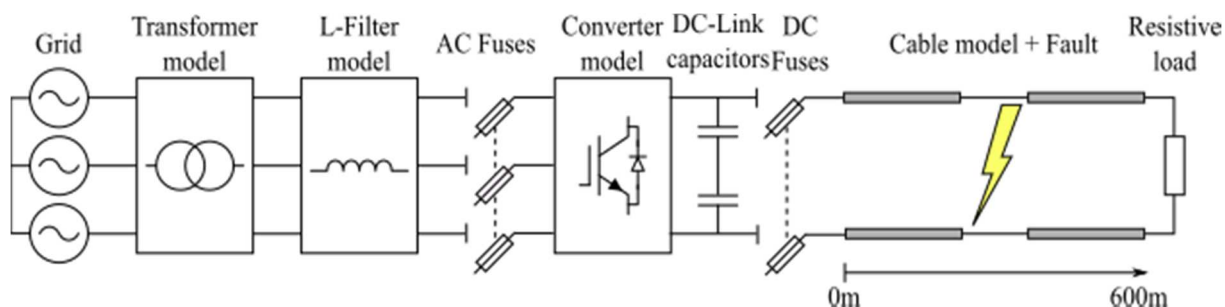 Grid
Transformer
model
L-Filter
model
AC Fuses
Converter
model
DC-Link
capacitors
DC
Fuses
Cable model + Fault
Resistive
load
0m
600m